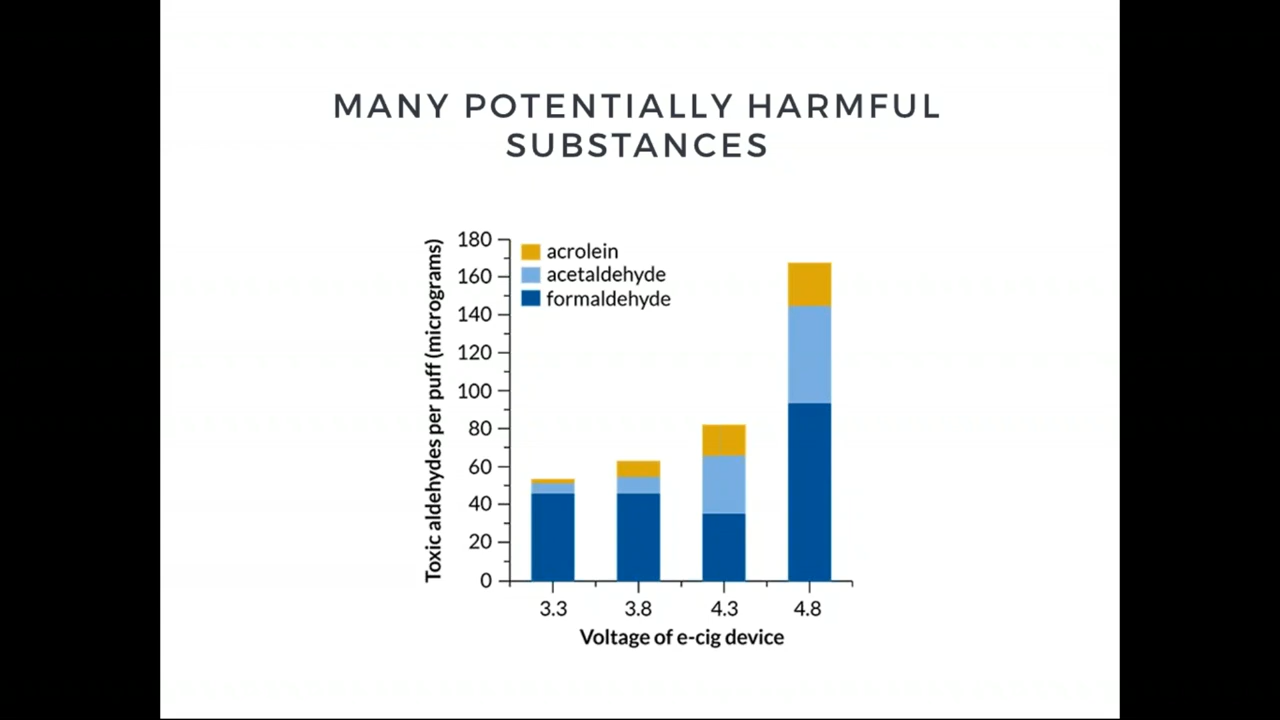 MANY POTENTIALLY HARMFUL
SUBSTANCES
Toxic aldehydes per puff (micrograms)
180
160
140
120
100
80
60
40
20
0
acrolein
acetaldehyde
formaldehyde
3.3 3.8 4.3 4.8
Voltage of e-cig device